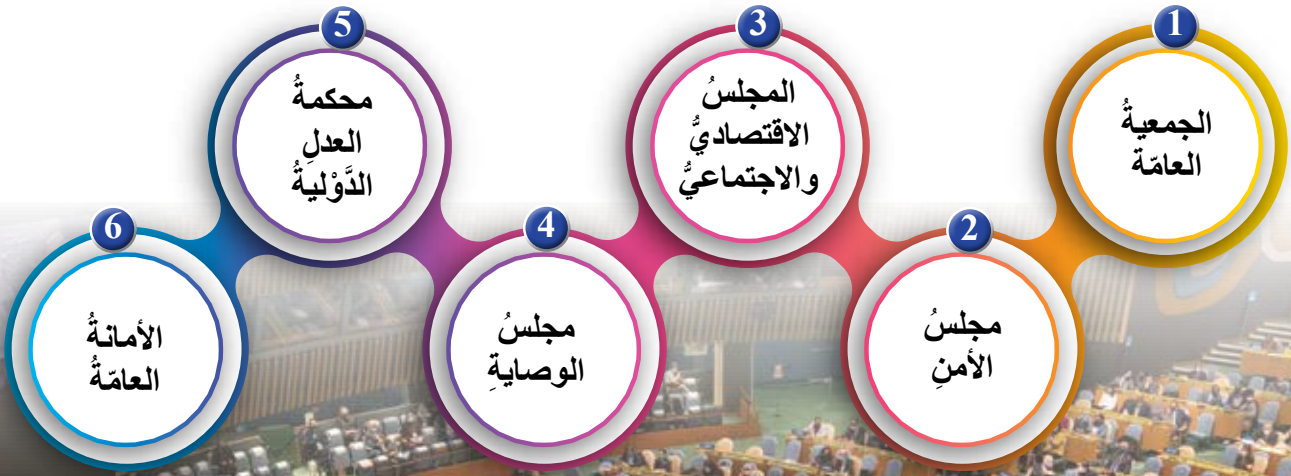 1
الجمعيةُ
العامّة
2
مجلسُ
الأمنِ
3
المجلسُ
الاقتصاديُّ
والاجتماعيُّ
4
مجلسُ
الوصايةِ
5
محكمةُ
العدلِ
الدَّوْليةُ
6
الأمانةُ
العامّةُ